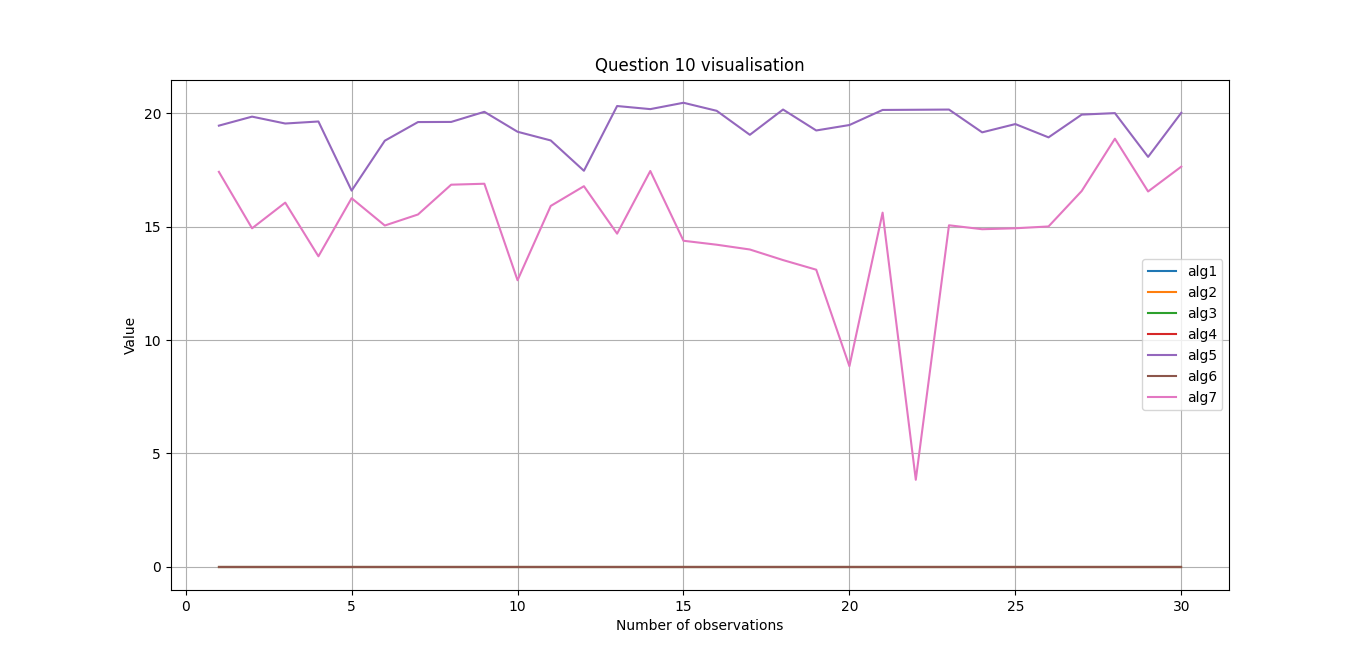 Question 10 visualisation
Value
20
15
10
5
0
0 5 10 15 20 25 30
Number of observations
alg1
alg2
alg3
alg4
alg5
alg6
alg7